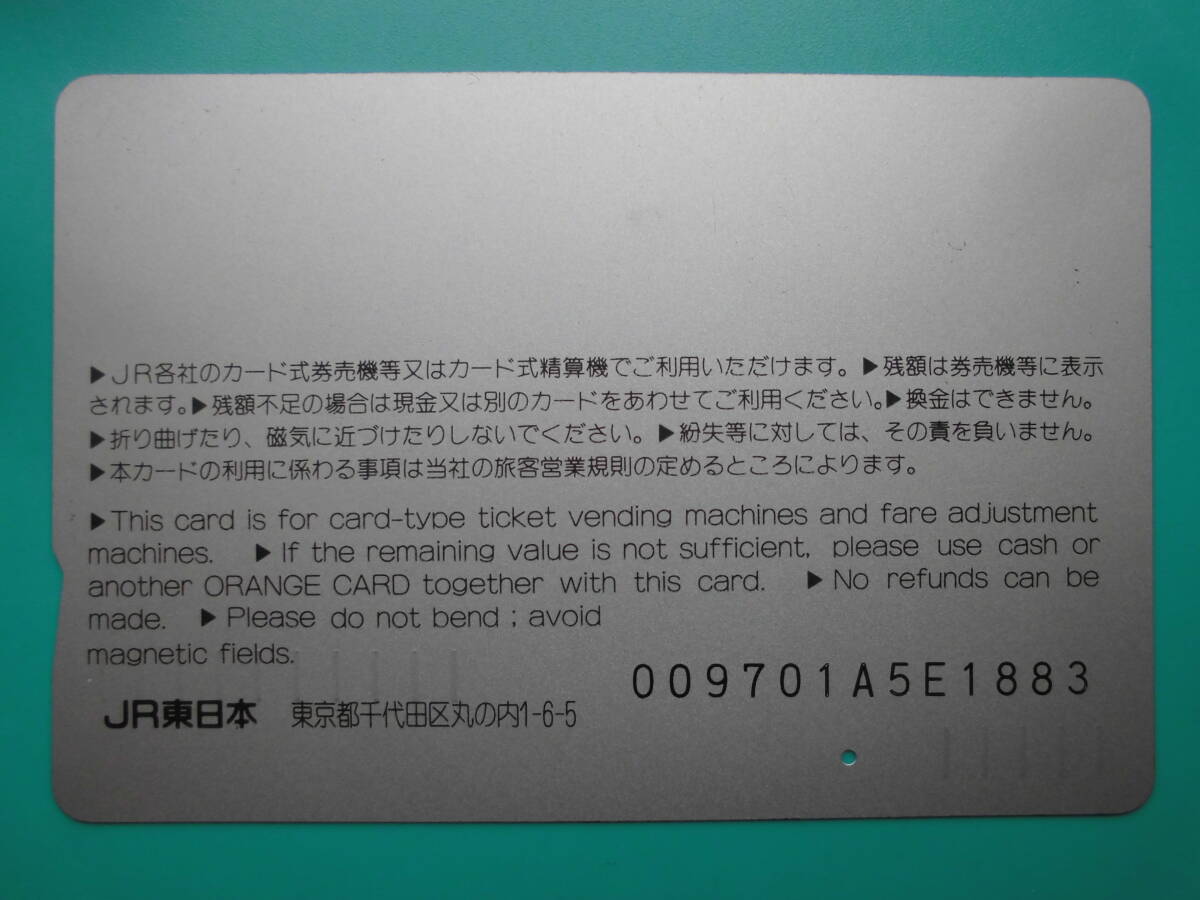 ▶JR各社のカード式券売機等又はカード式精算機でご利用いただけます。▶残額は券売機等に表示
されます。▶残額不足の場合は現金又は別のカードをあわせてご利用ください。▶換金はできません。
▶折り曲げたり、磁気に近づけたりしないでください。▶紛失等に対しては、その責を負いません。
▶本カードの利用に係わる事項は当社の旅客営業規則の定めるところによります。
▶This card is for card-type ticket vending machines and fare adjustment
machines. ▶If the remaining value is not sufficient, please use cash or
another ORANGE CARD together with this card. ▶No refunds can be
made. ▶Please do not bend ; avoid
magnetic fields.
009701A5E1883
JR東日本 東京都千代田区丸の内1-6-5